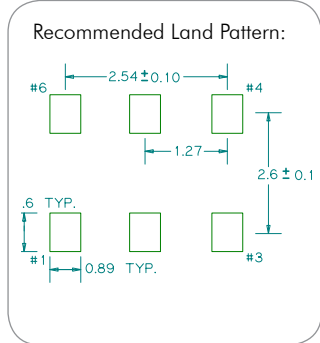 Recommended Land Pattern:
#6
2.54 ± 0.10
#4
1.27
2.6 ± 0.1
.6 TYP.
#1
0.89 TYP.
#3